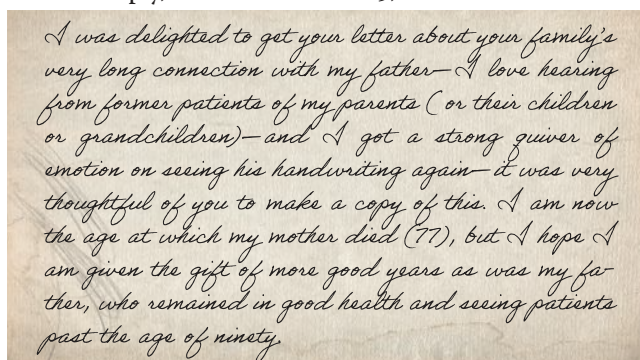 I was delighted to get your letter about your family's
very long connection with my father—I love hearing
from former patients of my parents (or their children
or grandchildren)—and I got a strong quiver of
emotion on seeing his handwriting again—it was very
thoughtful of you to make a copy of this. I am now
the age at which my mother died (77), but I hope I
am given the gift of more good years as was my fa-
ther, who remained in good health and seeing patients
past the age of ninety.